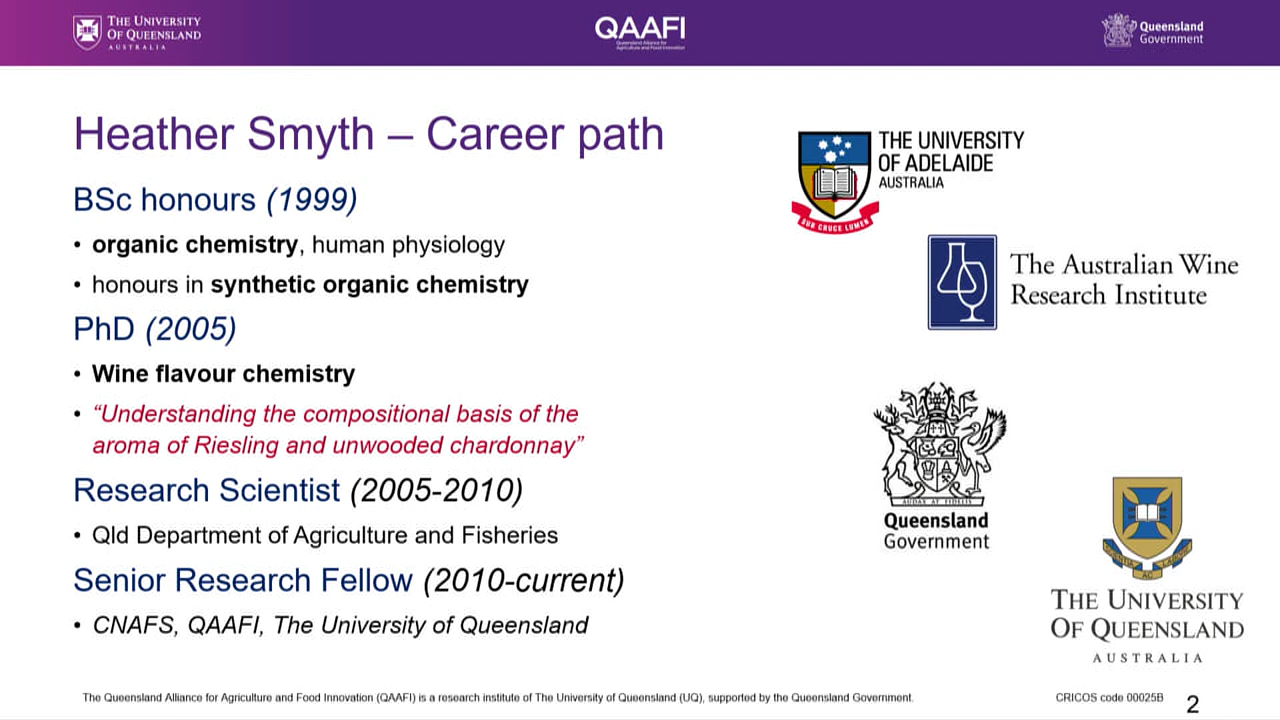 THE UNIVERSITY
OF QUEENSLAND
AUSTRALIA
QAAFI
Queensland Alliance for
Agriculture and Food Innovation
Queensland
Government
Heather Smyth – Career path
BSc honours (1999)
• organic chemistry, human physiology
• honours in synthetic organic chemistry
PhD (2005)
• Wine flavour chemistry
• “Understanding the compositional basis of the
aroma of Riesling and unwooded chardonnay”
Research Scientist (2005-2010)
• Qld Department of Agriculture and Fisheries
Senior Research Fellow (2010-current)
• CNAFS, QAAFI, The University of Queensland
THE UNIVERSITY
OF ADELAIDE
AUSTRALIA
SUB CRUCE LUMEN
The Australian Wine
Research Institute
AUDAX AT FIDELIS
Queensland
Government
THE UNIVERSITY
OF QUEENSLAND
AUSTRALIA
The Queensland Alliance for Agriculture and Food Innovation (QAAFI) is a research institute of The University of Queensland (UQ), supported by the Queensland Government.
CRICOS code 00025B
2